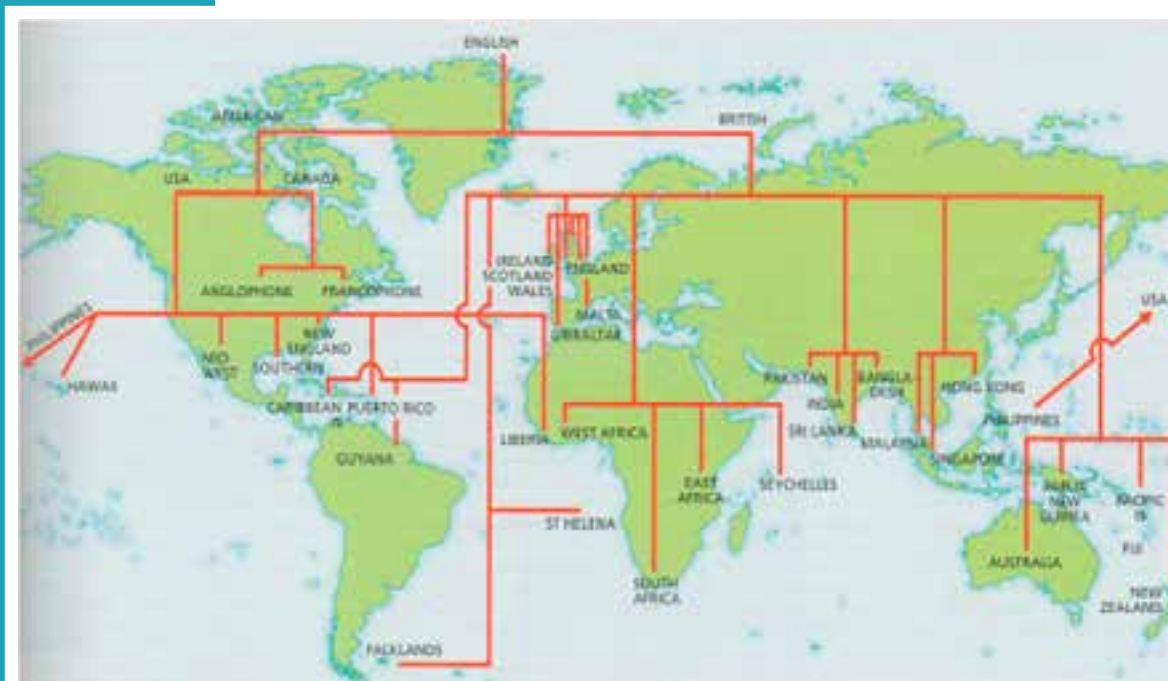 ENGLISH
AMERICAN
BRITISH
USA
CANADA
IRELAND
SCOTLAND
WALES
ENGLAND
ANGLOPHONE
FRANCOPHONE
MALTA
GIBRALTAR
PHILIPPINES
USA
NEW
ENGLAND
WEST
SOUTHERN
HAWAII
CARIBBEAN
IS
PUERTO RICO
GUYANA
LIBERIA
WEST AFRICA
PAKISTAN
INDIA
SRI LANKA
BANGLA-
DESH
HONG KONG
MALAYSIA
SINGAPORE
PHILIPPINES
EAST
AFRICA
SEYCHELLES
ST HELENA
SOUTH
AFRICA
FALKLANDS
NEW
GUINEA
PACIFIC
IS
FIJI
AUSTRALIA
NEW
ZEALAND